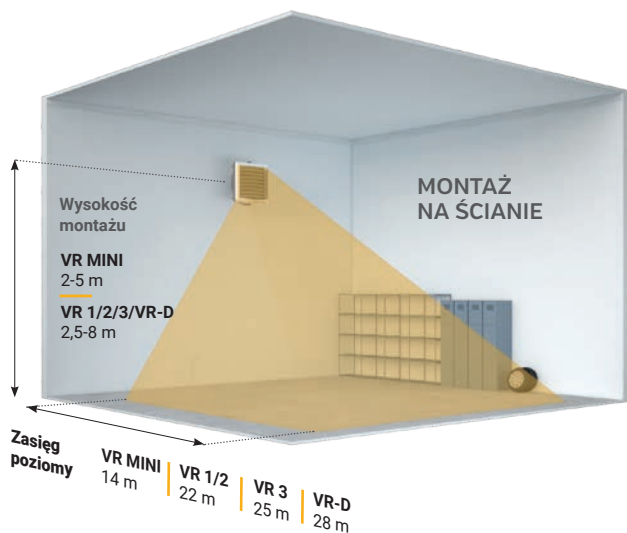 MONTAŻ
NA ŚCIANIE
Wysokość
montażu
VR MINI
2-5 m
VR 1/2/3/VR-D
2,5-8 m
Zasięg
poziomy
VR MINI
14 m
VR 1/2
22 m
VR 3
25 m
VR-D
28 m